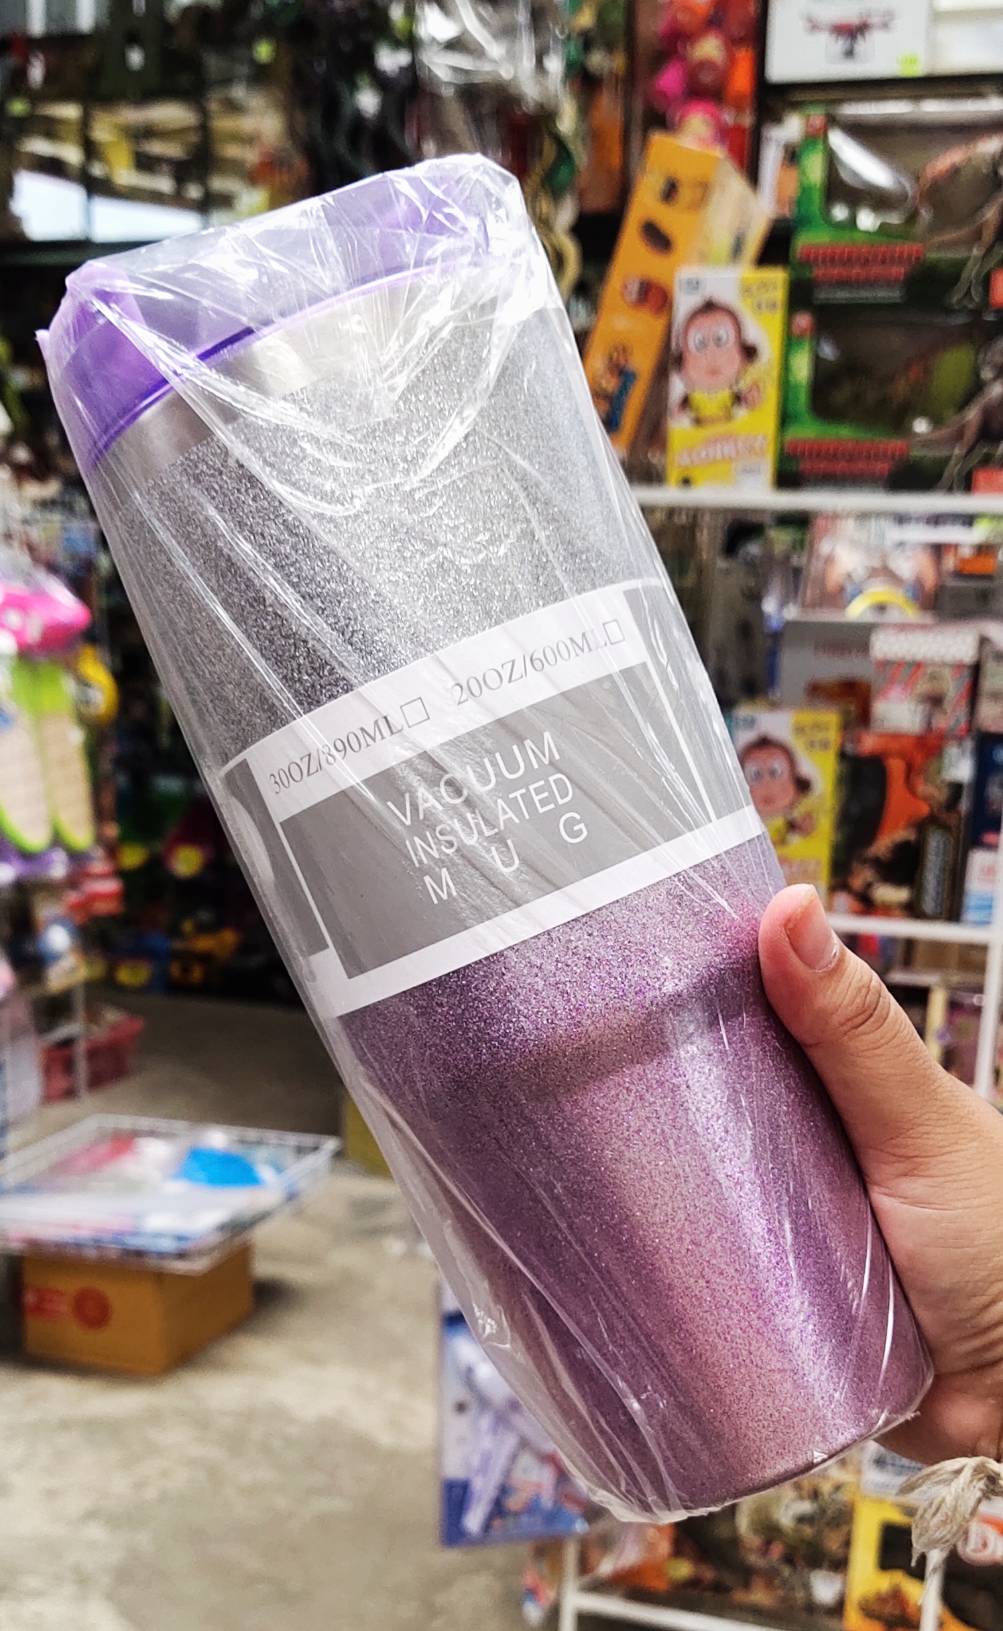 30OZ/890ML□ 20OZ/600ML□
VACUUM
INSULATED
M U G